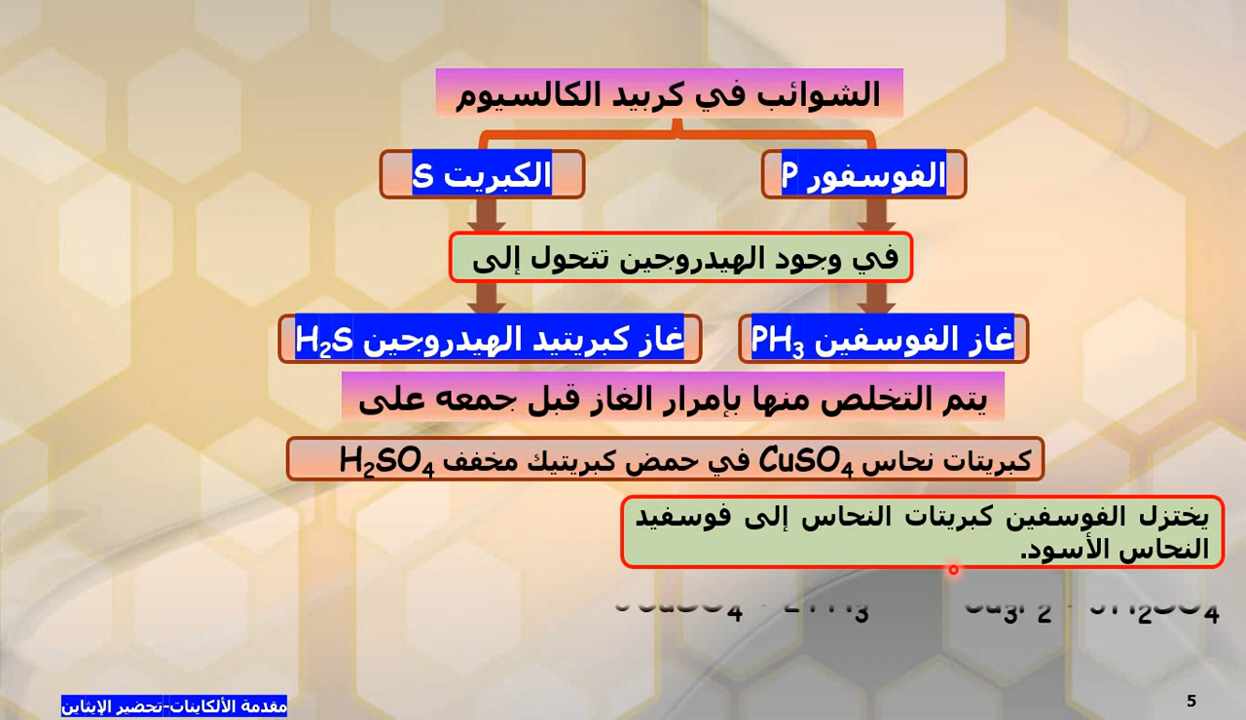 الشوائب في كربيد الكالسيوم
الفوسفور P
الكبريت S
في وجود الهيدروجين تتحول إلى
غاز الفوسفين PH₃
غاز كبريتيد الهيدروجين H₂S
يتم التخلص منها بإمرار الغاز قبل جمعه على
كبريتات نحاس CuSO₄ في حمض كبريتيك مخفف H₂SO₄
يختزل الفوسفين كبريتات النحاس إلى فوسفيد
النحاس الأسود.
مقدمة الألكاينات-تحضير الإيثاين
5